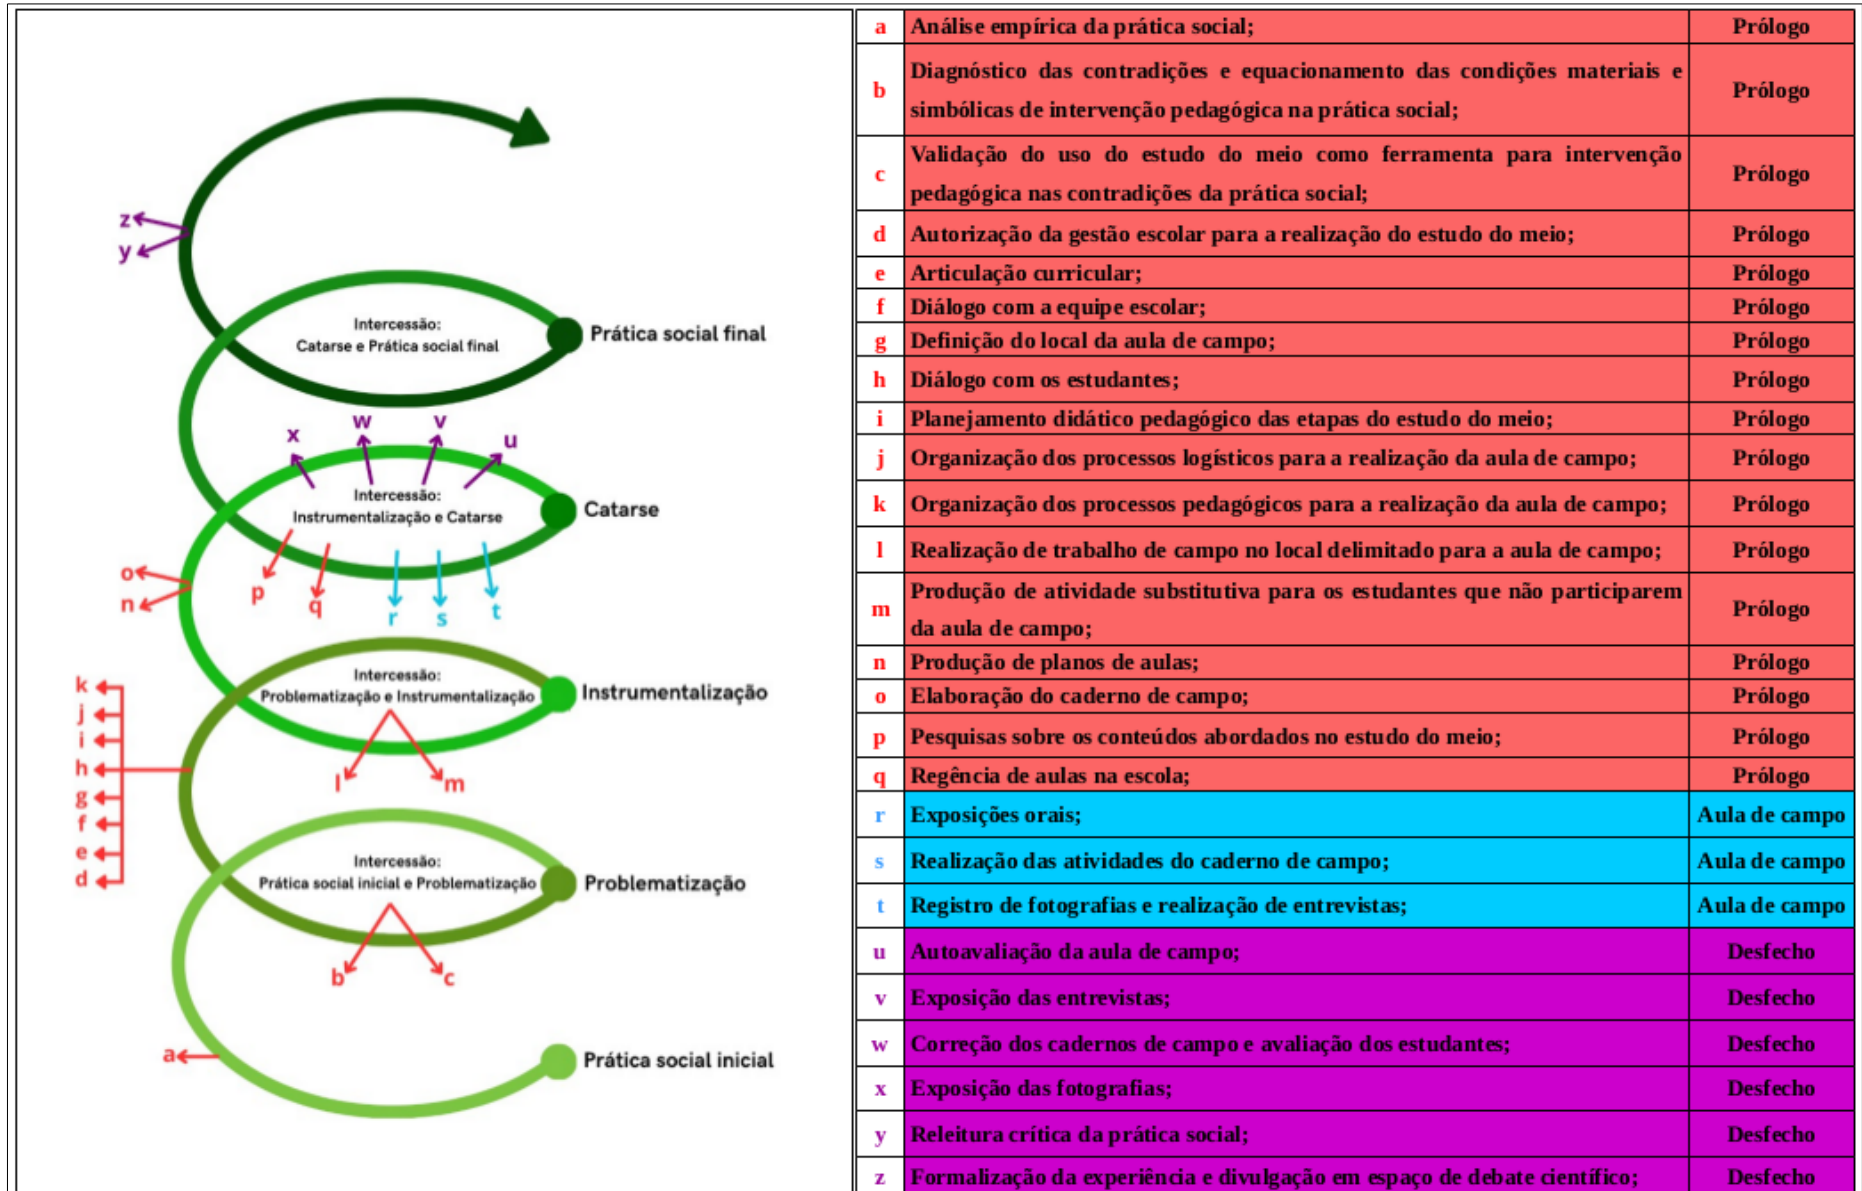 z
y
Intercessão:
Catarse e Prática social final
Prática social final
x
w
v
u
Intercessão:
Instrumentalização e Catarse
Catarse
o
n
p
q
r
s
t
Intercessão:
Problematização e Instrumentalização
Instrumentalização
k
j
i
h
g
f
e
d
l
m
Intercessão:
Prática social inicial e Problematização
Problematização
b
c
a
Prática social inicial
a Análise empírica da prática social; Prólogo
b Diagnóstico das contradições e equacionamento das condições materiais e
simbólicas de intervenção pedagógica na prática social; Prólogo
c Validação do uso do estudo do meio como ferramenta para intervenção
pedagógica nas contradições da prática social; Prólogo
d Autorização da gestão escolar para a realização do estudo do meio; Prólogo
e Articulação curricular; Prólogo
f Diálogo com a equipe escolar; Prólogo
g Definição do local da aula de campo; Prólogo
h Diálogo com os estudantes; Prólogo
i Planejamento didático pedagógico das etapas do estudo do meio; Prólogo
j Organização dos processos logísticos para a realização da aula de campo; Prólogo
k Organização dos processos pedagógicos para a realização da aula de campo; Prólogo
l Realização de trabalho de campo no local delimitado para a aula de campo; Prólogo
m Produção de atividade substitutiva para os estudantes que não participarem
da aula de campo; Prólogo
n Produção de planos de aulas; Prólogo
o Elaboração do caderno de campo; Prólogo
p Pesquisas sobre os conteúdos abordados no estudo do meio; Prólogo
q Regência de aulas na escola; Prólogo
r Exposições orais; Aula de campo
s Realização das atividades do caderno de campo; Aula de campo
t Registro de fotografias e realização de entrevistas; Aula de campo
u Autoavaliação da aula de campo; Desfecho
v Exposição das entrevistas; Desfecho
w Correção dos cadernos de campo e avaliação dos estudantes; Desfecho
x Exposição das fotografias; Desfecho
y Releitura crítica da prática social; Desfecho
z Formalização da experiência e divulgação em espaço de debate científico; Desfecho